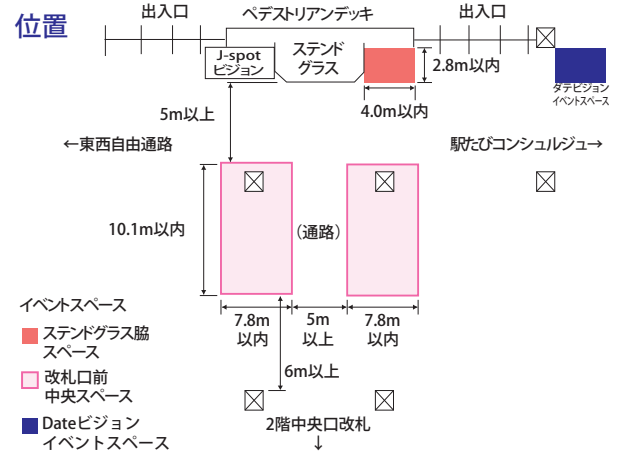 位置
出入口
ペデストリアンデッキ
出入口
J-spot
ビジョン
ステンド
グラス
2.8m以内
ダテビジョン
イベントスペース
4.0m以内
5m以上
←東西自由通路
駅たびコンシェルジュ→
10.1m以内
(通路)
7.8m
以内
5m
以上
7.8m
以内
6m以上
イベントスペース
ステンドグラス脇
スペース
改札口前
中央スペース
Dateビジョン
イベントスペース
2階中央口改札
↓